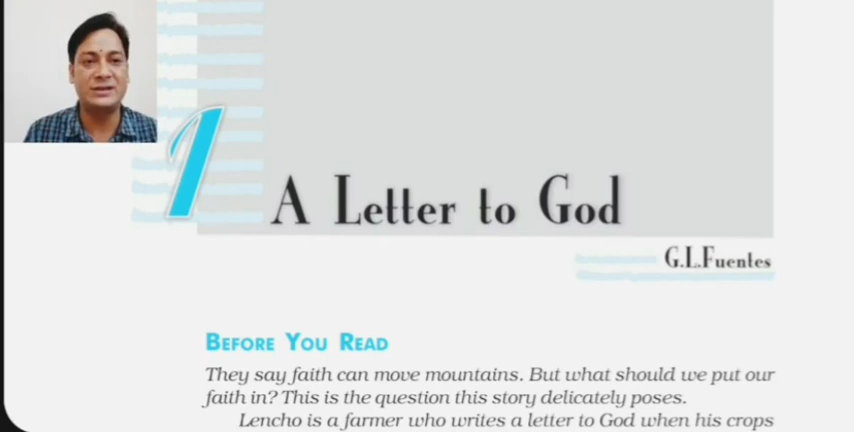 1
A Letter to God
G.L.Fuentes
BEFORE YOU READ
They say faith can move mountains. But what should we put our
faith in? This is the question this story delicately poses.
Lencho is a farmer who writes a letter to God when his crops